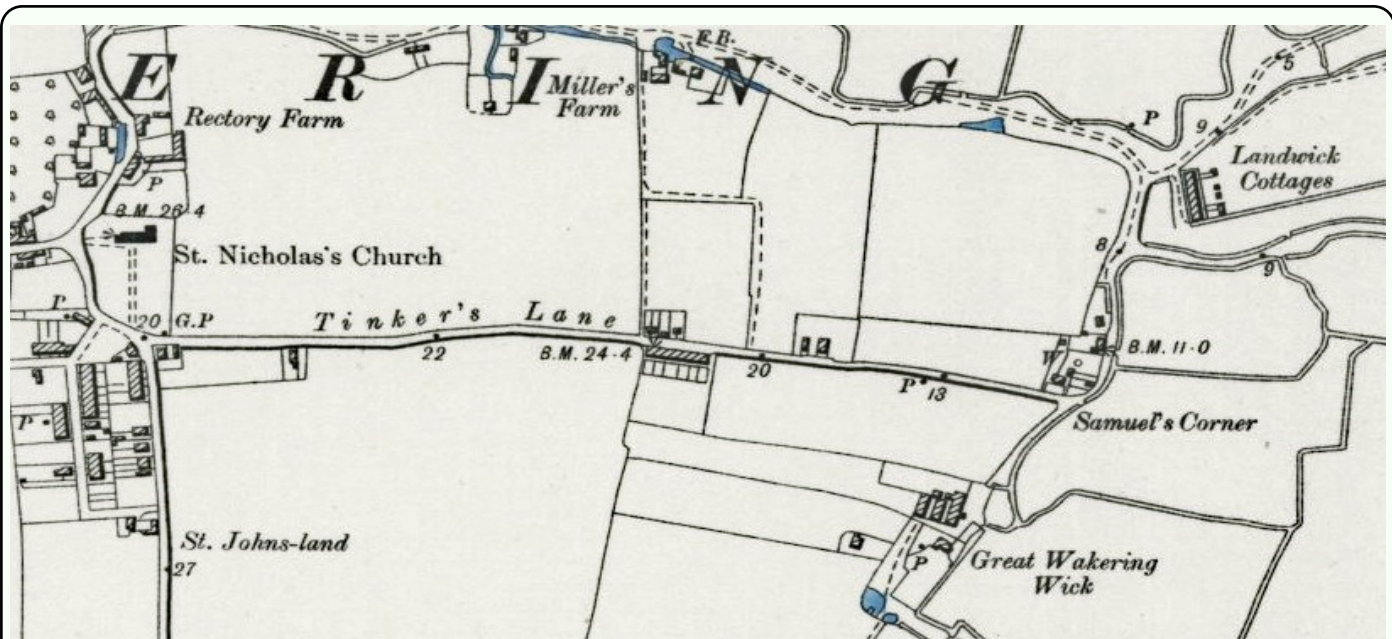 E R I N G
F.B.
5
Miller's
Farm
Rectory Farm
P
9
Landwick
Cottages
P
B.M. 26·4
St. Nicholas's Church
8
9
P
20
G.P
Tinker's Lane
22
B.M. 24·4
20
W
B.M. 11·0
P
13
P
Samuel's Corner
St. Johns-land
27
P
Great Wakering
Wick